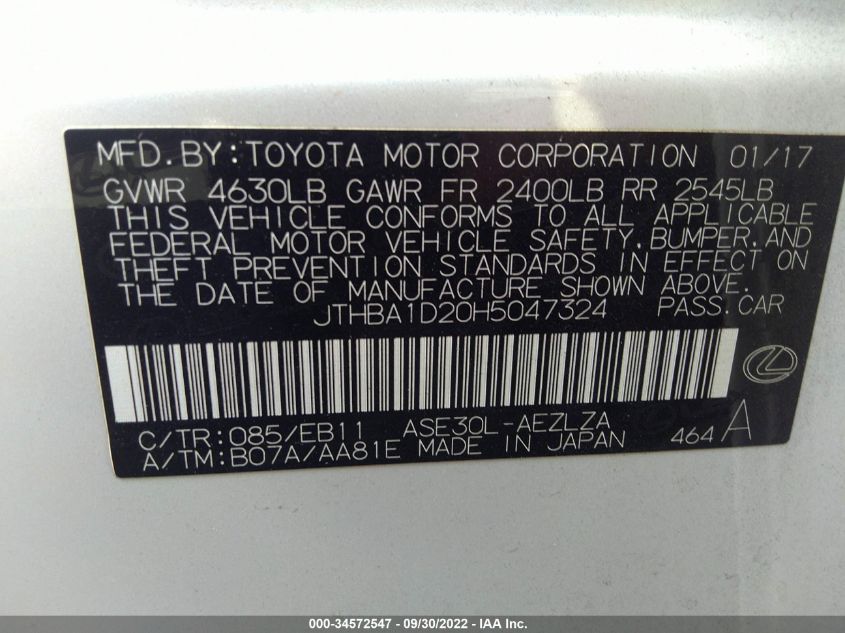 MFD.BY:TOYOTA MOTOR CORPORATION 01/17
GVWR 4630LB GAWR FR 2400LB RR 2545LB
THIS VEHICLE CONFORMS TO ALL APPLICABLE
FEDERAL MOTOR VEHICLE SAFETY,BUMPER,AND
THEFT PREVENTION STANDARDS IN EFFECT ON
THE DATE OF MANUFACTURE SHOWN ABOVE.
JTHBA1D20H5047324 PASS.CAR
C/TR:085/EB11 ASE30L-AEZLZA
A/TM:B07A/AA81E MADE IN JAPAN 464 A
000-34572547 - 09/30/2022 - IAA Inc.